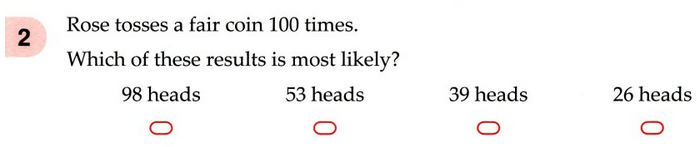 2
Rose tosses a fair coin 100 times.
Which of these results is most likely?
98 heads 53 heads 39 heads 26 heads